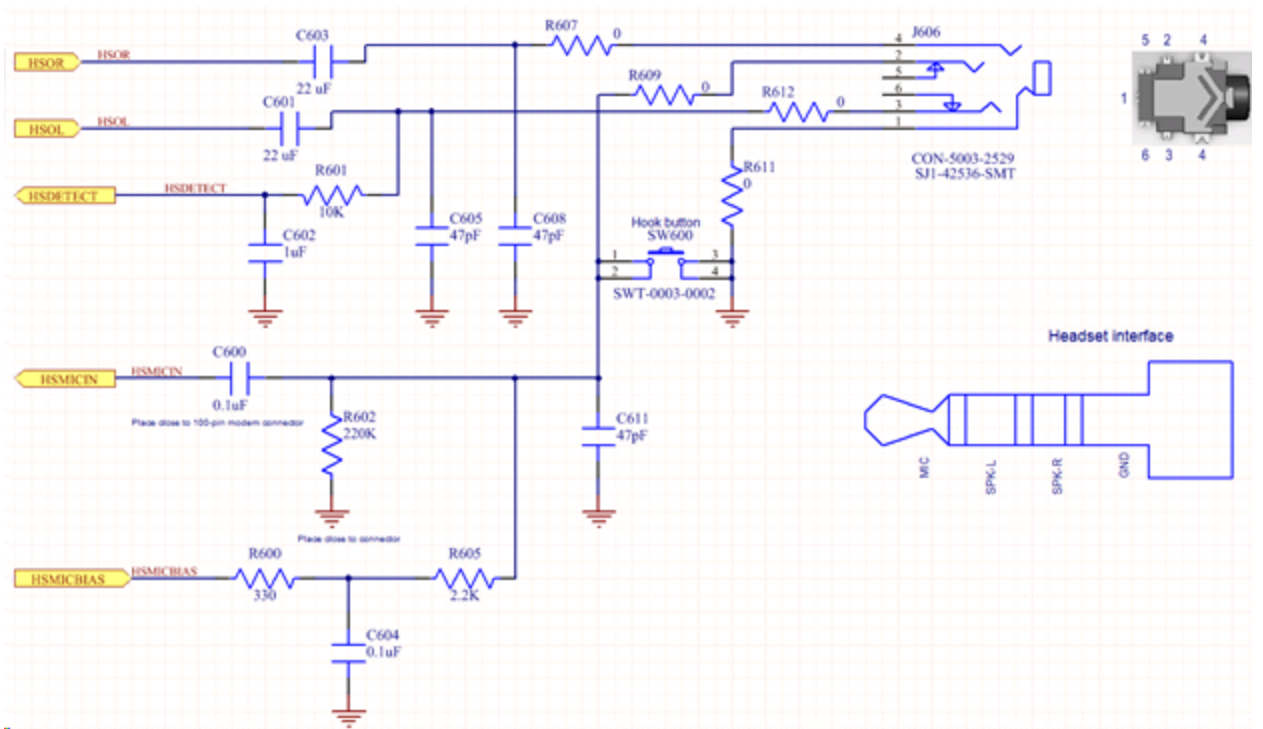 R607
0
J606
5 2 4
C603
4
HSOR
HSOR
22 uF
2
R609
5
0
C601
R612
6
0
3
1
HSOL
HSOL
1
22 uF
6 3 4
CON-5003-2529
SJ1-42536-SMT
R601
R611
0
HSDETECT
HSDETECT
10K
C602
1uF
C605
47pF
C608
47pF
Hook button
SW600
1
3
2
4
SWT-0003-0002
Headset interface
C600
HSMICIN
HSMICIN
0.1uF
Place close to 100-pin modem connector
R602
220K
C611
47pF
MIC
SPK-L
SPK-R
GND
Place close to connector
R600
R605
HSMICBIAS
HSMICBIAS
330
2.2K
C604
0.1uF